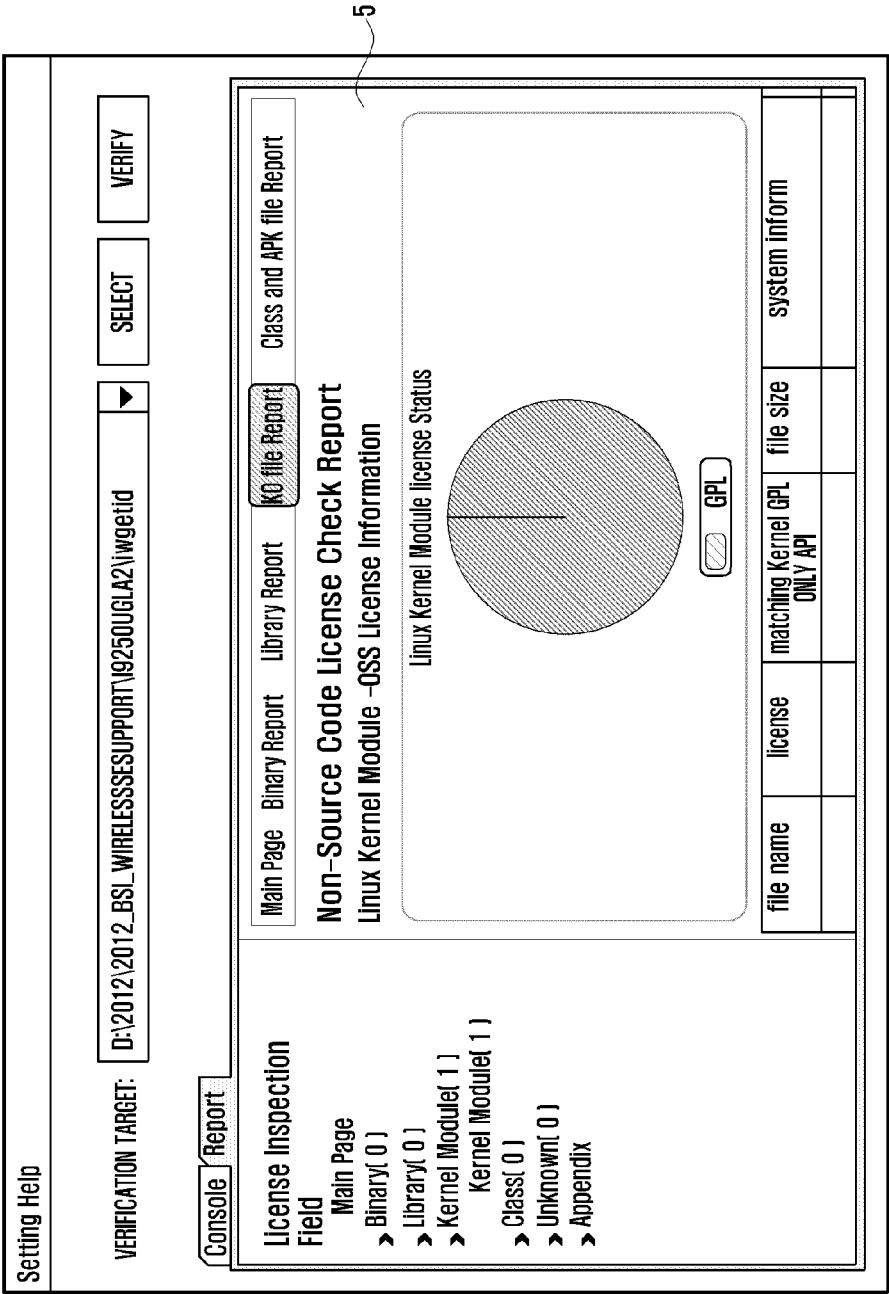 Setting Help
VERIFICATION TARGET: D:\2012\2012_BSI_WIRELESSSESUPPORT\I9250UGLA2\iwgetid SELECT VERIFY
Console Report
License Inspection
Field
Main Page
Binary( 0 )
Library( 0 )
Kernel Module( 1 )
Kernel Module( 1 )
Class( 0 )
Unknown( 0 )
Appendix
Main Page Binary Report Library Report KO file Report Class and APK file Report
Non-Source Code License Check Report
Linux Kernel Module -OSS License Information
Linux Kernel Module license Status
GPL
file name license matching Kernel GPL ONLY API file size system inform
5